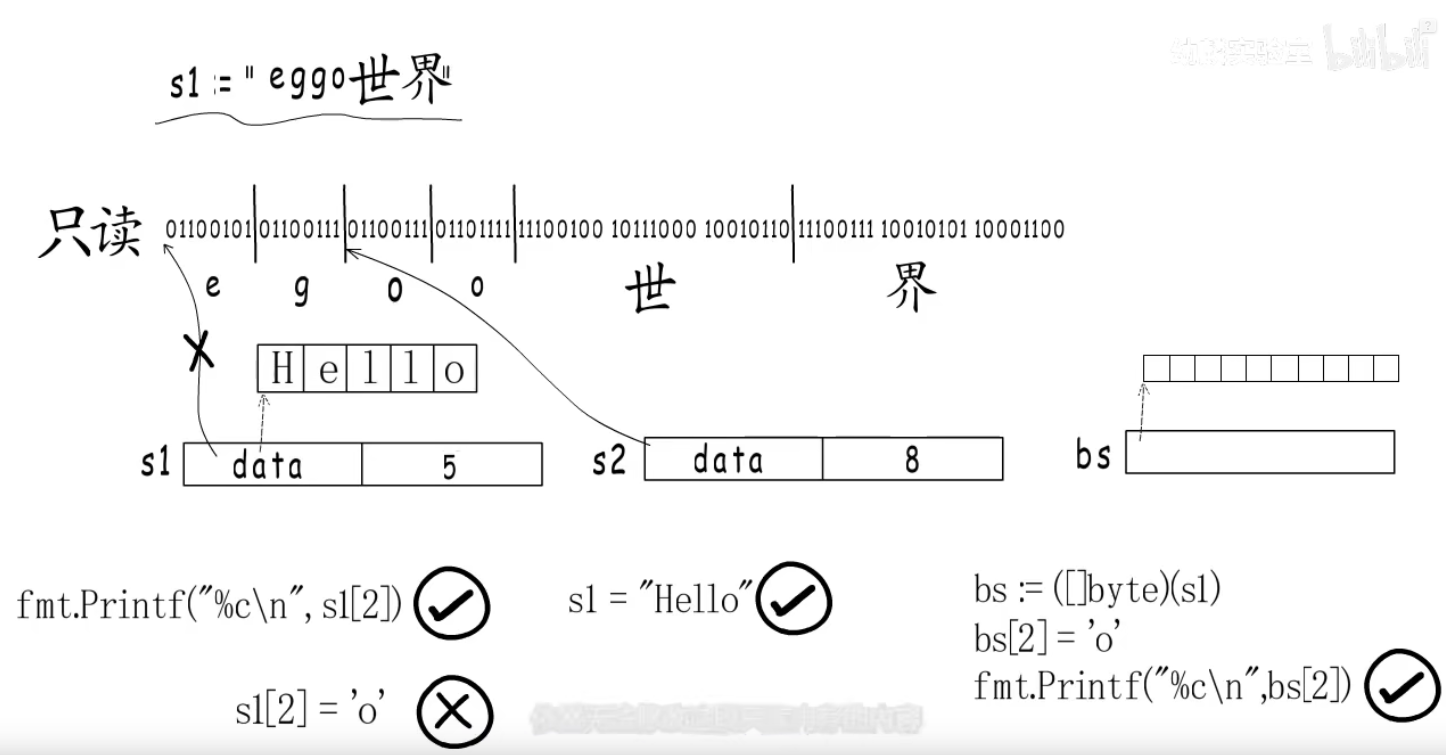 bilibili
s1 := "eggo世界"
只读 01100101 01100111 01100111 01101111 11100100 10111000 10010110 11100111 10010101 10001100
e g o o 世 界
H e l l o
s1 data 5 s2 data 8 bs
fmt.Printf("%c\n", s1[2]) s1 = "Hello" bs := ([]byte)(s1)
bs[2] = 'o'
s1[2] = 'o' fmt.Printf("%c\n",bs[2])